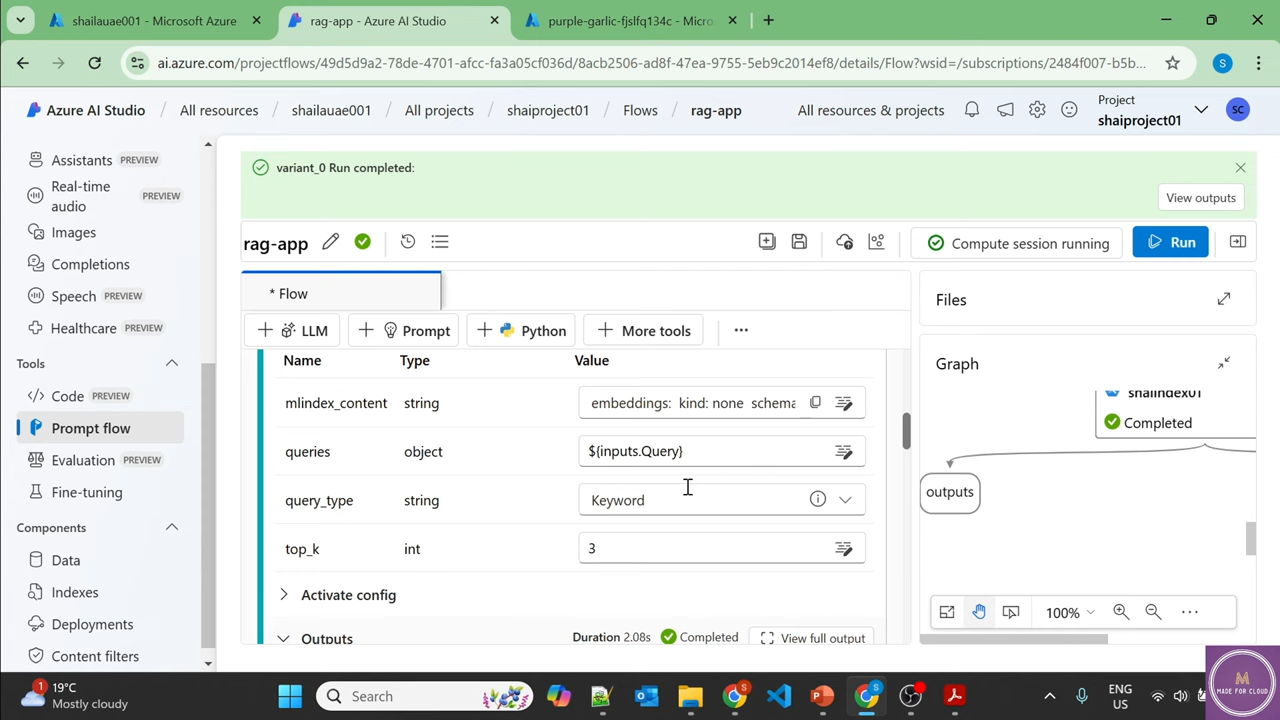 shailauae001 - Microsoft Azure
rag-app - Azure AI Studio
purple-garlic-fjslfq134c - Micro
ai.azure.com/projectflows/49d5d9a2-78de-4701-afcc-fa3a05cf036d/8acb2506-ad8f-47ea-9755-5eb9c2014ef8/details/Flow?wsid=/subscriptions/2484f007-b5b...
S
Azure AI Studio / All resources / shailauae001 / All projects / shaiproject01 / Flows / rag-app
All resources & projects
Project
shaiproject01
SC
Assistants PREVIEW
Real-time audio PREVIEW
Images
Completions
Speech PREVIEW
Healthcare PREVIEW
Tools
Code PREVIEW
Prompt flow
Evaluation PREVIEW
Fine-tuning
Components
Data
Indexes
Deployments
Content filters
variant_0 Run completed:
View outputs
rag-app
Compute session running
Run
* Flow
LLM
Prompt
Python
More tools
Name Type Value
mlindex_content string embeddings: kind: none schema
queries object ${inputs.Query}
query_type string Keyword
top_k int 3
Activate config
Outputs Duration 2.08s Completed View full output
Files
Graph
shaiindex01
Completed
outputs
100%
1
19°C
Mostly cloudy
Search
ENG
US
M
MADE FOR CLOUD